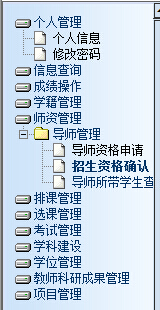 个人管理
个人信息
修改密码
信息查询
成绩操作
学籍管理
师资管理
导师管理
导师资格申请
招生资格确认
导师所带学生查
排课管理
选课管理
考试管理
学科建设
学位管理
教师科研成果管理
项目管理